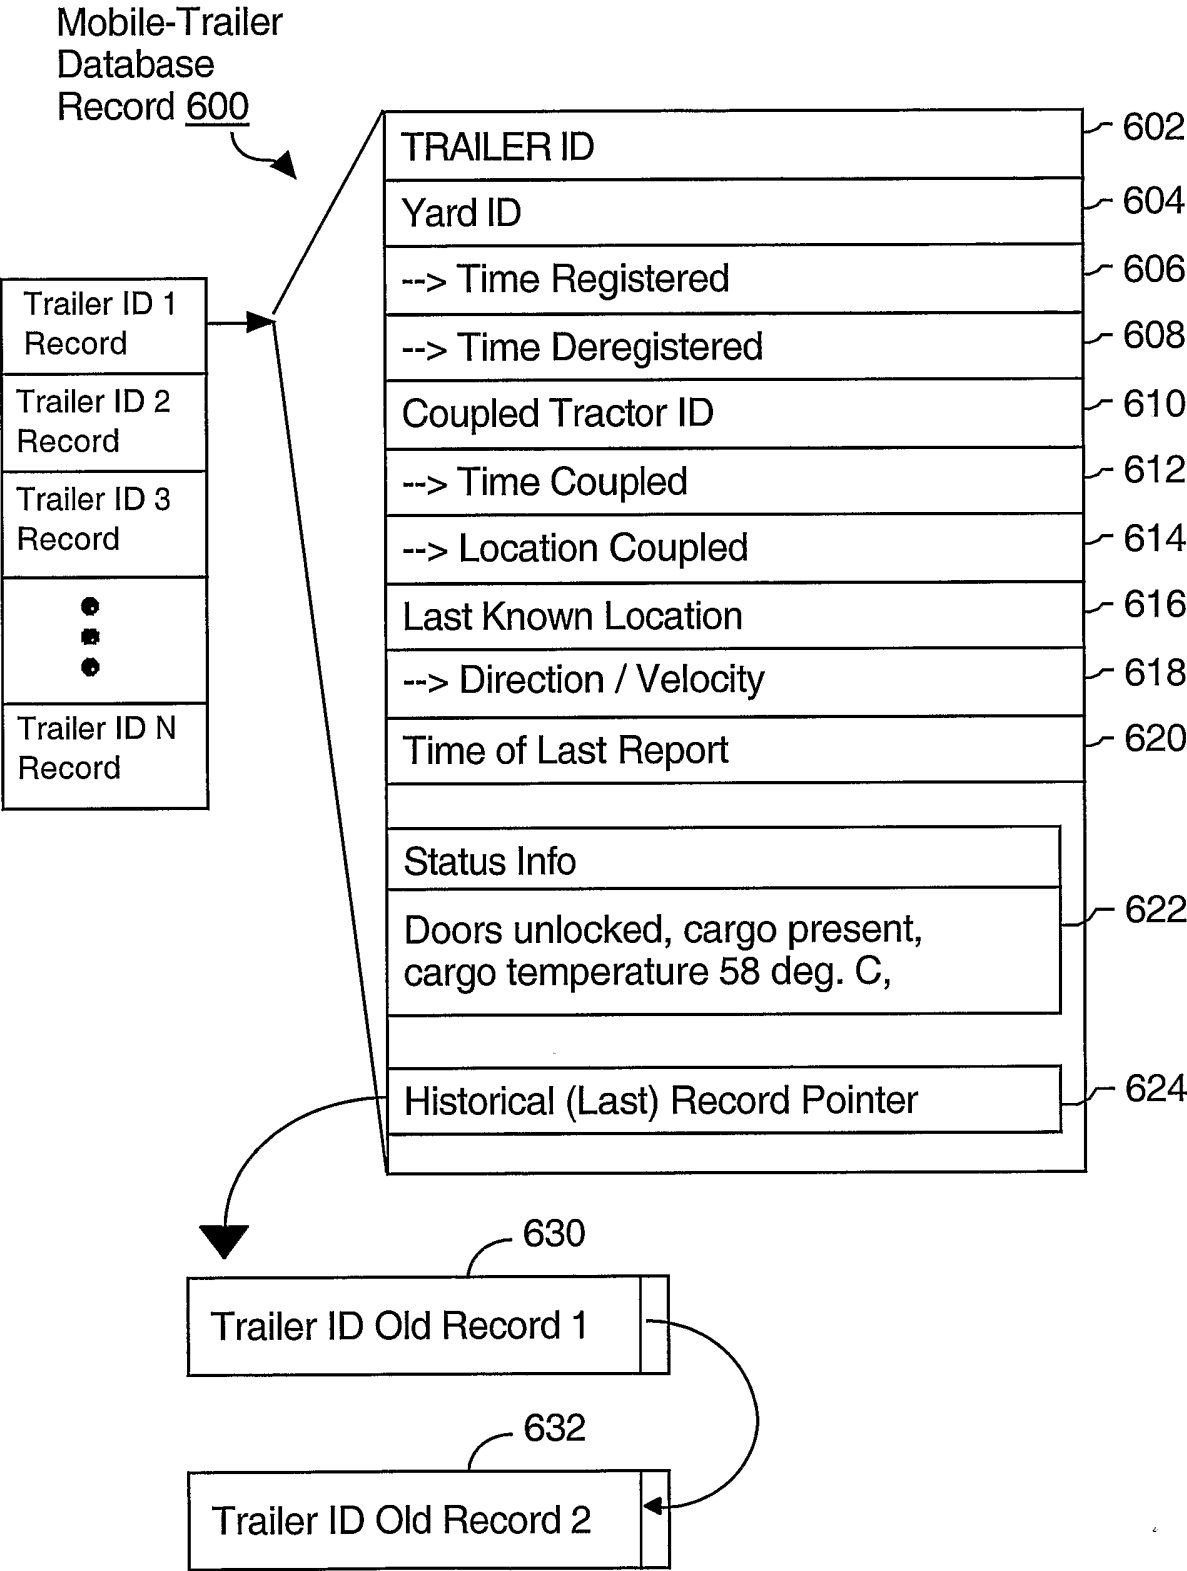 Mobile-Trailer
Database
Record 600
TRAILER ID
602
Yard ID
604
--> Time Registered
606
--> Time Deregistered
608
Coupled Tractor ID
610
--> Time Coupled
612
--> Location Coupled
614
Last Known Location
616
--> Direction / Velocity
618
Time of Last Report
620
Status Info
Doors unlocked, cargo present,
cargo temperature 58 deg. C,
622
Historical (Last) Record Pointer
624
Trailer ID 1
Record
Trailer ID 2
Record
Trailer ID 3
Record
Trailer ID N
Record
630
Trailer ID Old Record 1
632
Trailer ID Old Record 2